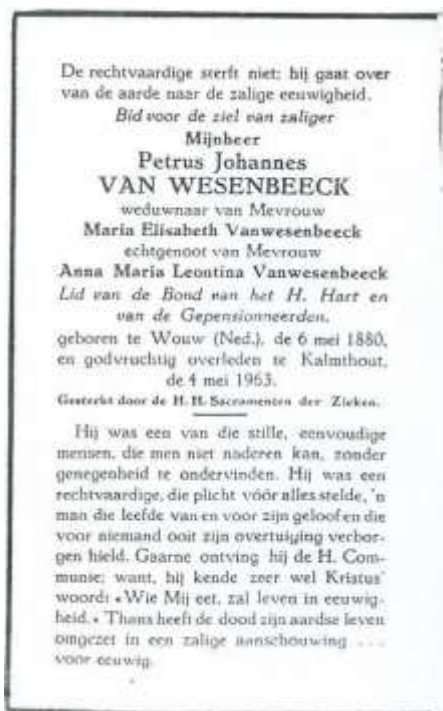 De rechtvaardige sterft niet; hij gaat over
van de aarde naar de zalige eeuwigheid.
Bid voor de ziel van zaliger
Mijnheer
Petrus Johannes
VAN WESENBEECK
weduwnaar van Mevrouw
Maria Elisabeth Vanwesenbeeck
echtgenoot van Mevrouw
Anna Maria Leontina Vanwesenbeeck
Lid van de Bond van het H. Hart en
van de Gepensionneerden,
geboren te Wouw (Ned.), de 6 mei 1880,
en godvruchtig overleden te Kalmthout,
de 4 mei 1963.
Gesterkt door de H. H. Sacramenten der Zieken.
Hij was een van die stille, eenvoudige
mensen, die men niet naderen kan, zonder
genegenheid te ondervinden. Hij was een
rechtvaardige, die plicht vóór alles stelde, 'n
man die leefde van en voor zijn geloof en die
voor niemand ooit zijn overtuiging verbor-
gen hield. Gaarne ontving hij de H. Com-
munie; want, hij kende zeer wel Kristus'
woord: «Wie Mij eet, zal leven in eeuwig-
heid.» Thans heeft de dood zijn aardse leven
omgezet in een zalige aanschouwing ...
voor eeuwig.